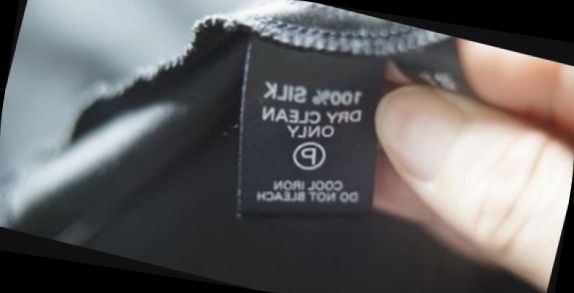 100% SILK
DRY CLEAN
ONLY
P
COOL IRON
DO NOT BLEACH